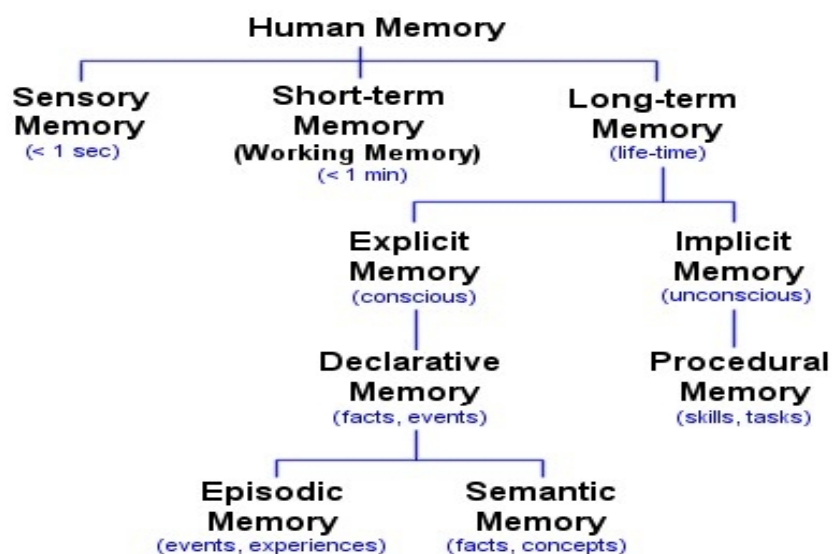 Human Memory
Sensory
Memory
(< 1 sec)
Short-term
Memory
(Working Memory)
(< 1 min)
Long-term
Memory
(life-time)
Explicit
Memory
(conscious)
Implicit
Memory
(unconscious)
Declarative
Memory
(facts, events)
Procedural
Memory
(skills, tasks)
Episodic
Memory
(events, experiences)
Semantic
Memory
(facts, concepts)